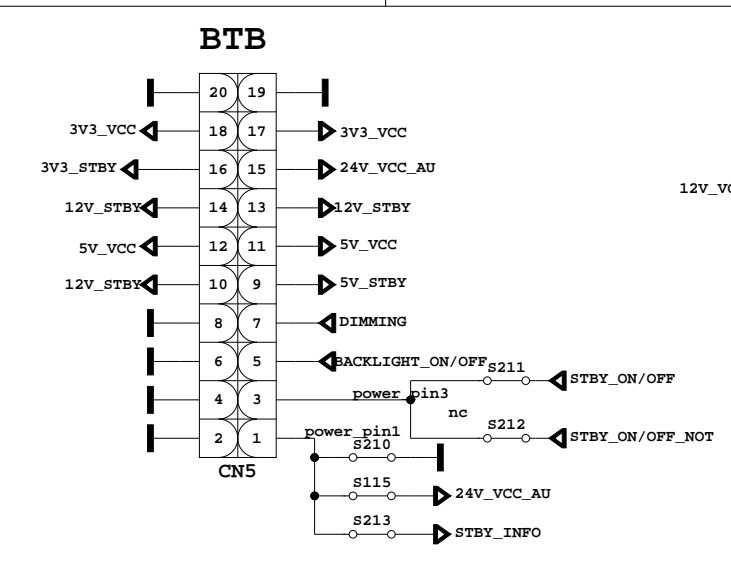 BTB
20 19
3V3_VCC 18 17 3V3_VCC
3V3_STBY 16 15 24V_VCC_AU
12V_STBY 14 13 12V_STBY
5V_VCC 12 11 5V_VCC
12V_STBY 10 9 5V_STBY
8 7 DIMMING
6 5 BACKLIGHT_ON/OFF
S211 STBY_ON/OFF
4 3 power_pin3
nc
2 1 power_pin1
S212 STBY_ON/OFF_NOT
S210
CN5
S115 24V_VCC_AU
S213 STBY_INFO